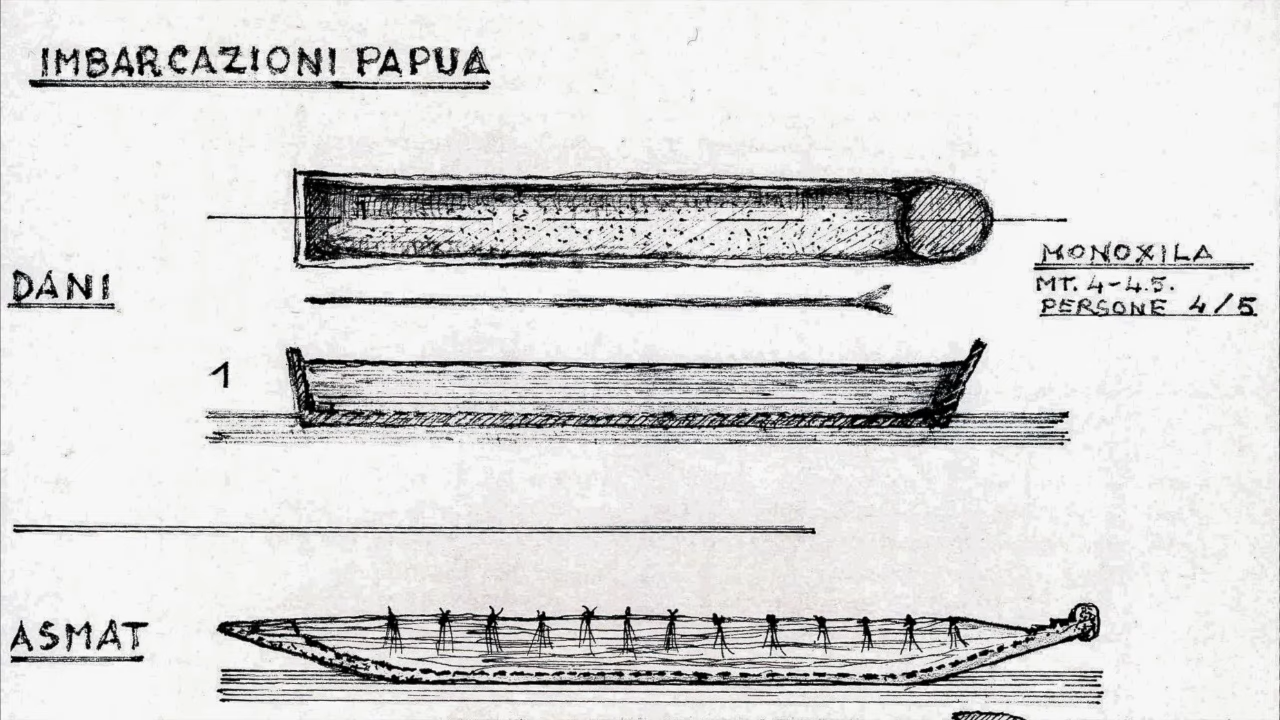 IMBARCAZIONI PAPUA
DANI
MONOXILA
MT. 4-4.5.
PERSONE 4/5
1
ASMAT